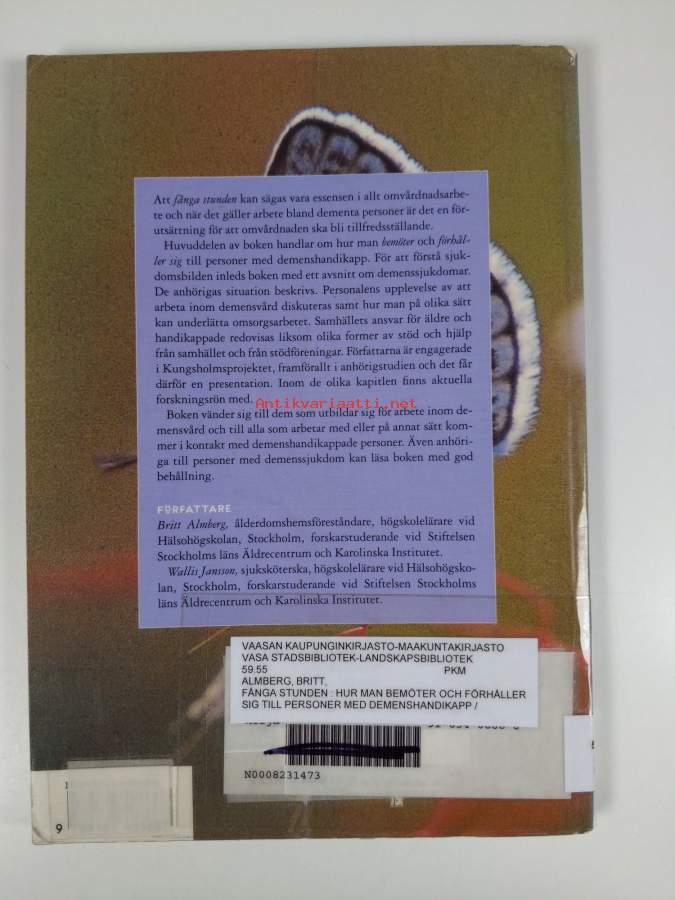 Att fånga stunden kan sägas vara essensen i allt omvårdnadsarbe-
te och när det gäller arbete bland dementa personer är det en för-
utsättning för att omvårdnaden ska bli tillfredsställande.
Huvuddelen av boken handlar om hur man bemöter och förhål-
ler sig till personer med demenshandikapp. För att förstå sjuk-
domsbilden inleds boken med ett avsnitt om demenssjukdomar.
De anhörigas situation beskrivs. Personalens upplevelse av att
arbeta inom demensvård diskuteras samt hur man på olika sätt
kan underlätta omsorgsarbetet. Samhällets ansvar för äldre och
handikappade redovisas liksom olika former av stöd och hjälp
från samhället och från stödföreningar. Författarna är engagerade
i Kungsholmsprojektet, framförallt i anhörigstudien och det får
därför en presentation. Inom de olika kapitlen finns aktuella
forskningsrön med.
Antikvariaatti.net
Boken vänder sig till dem som utbildar sig för arbete inom de-
mensvård och till alla som arbetar med eller på annat sätt kom-
mer i kontakt med demenshandikappade personer. Även anhöri-
ga till personer med demenssjukdom kan läsa boken med god
behållning.
FÖRFATTARE
Britt Almberg, ålderdomshemsföreståndare, högskolelärare vid
Hälsohögskolan, Stockholm, forskarstuderande vid Stiftelsen
Stockholms läns Äldrecentrum och Karolinska Institutet.
Wallis Jansson, sjuksköterska, högskolelärare vid Hälsohögsko-
lan, Stockholm, forskarstuderande vid Stiftelsen Stockholms
läns Äldrecentrum och Karolinska Institutet.
VAASAN KAUPUNGINKIRJASTO-MAAKUNTAKIRJASTO
VASA STADSBIBLIOTEK-LANDSKAPSBIBLIOTEK
59.55 PKM
ALMBERG, BRITT,
FÅNGA STUNDEN : HUR MAN BEMÖTER OCH FÖRHÅLLER
SIG TILL PERSONER MED DEMENSHANDIKAPP /
N0008231473
9